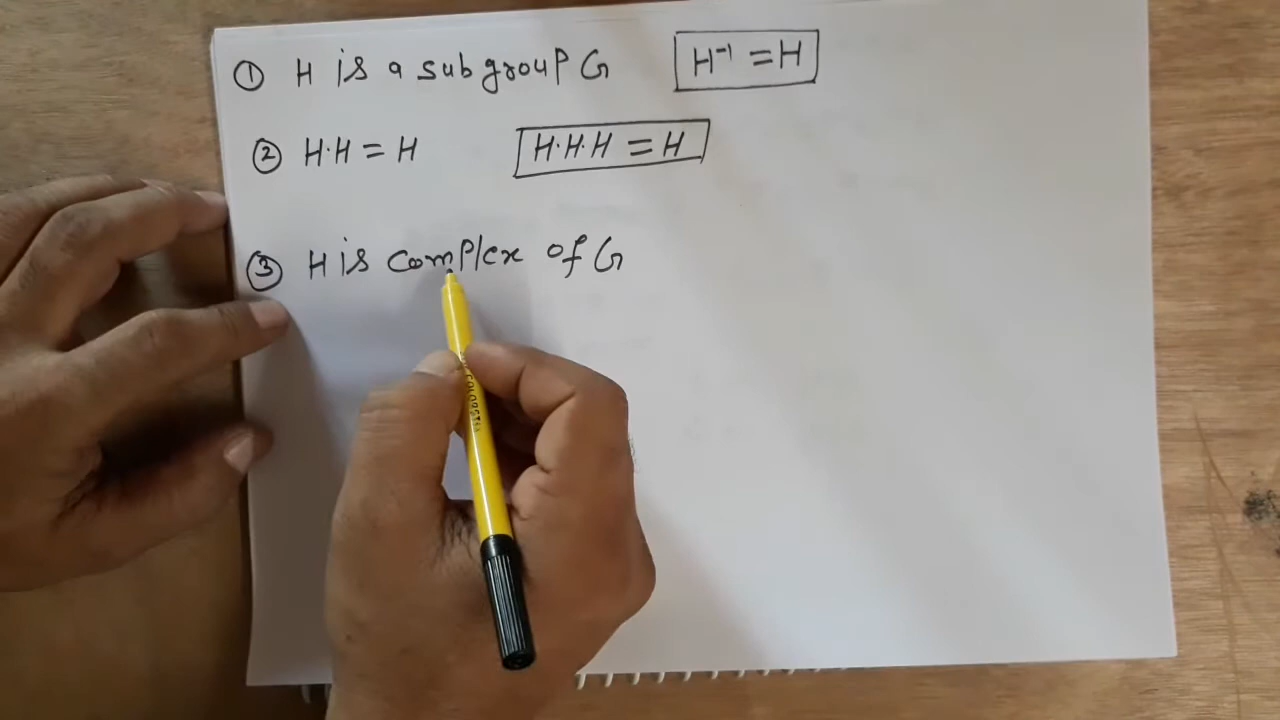 ① H is a subgroup G H⁻¹ = H
② H·H = H H·H·H = H
③ H is complex of G